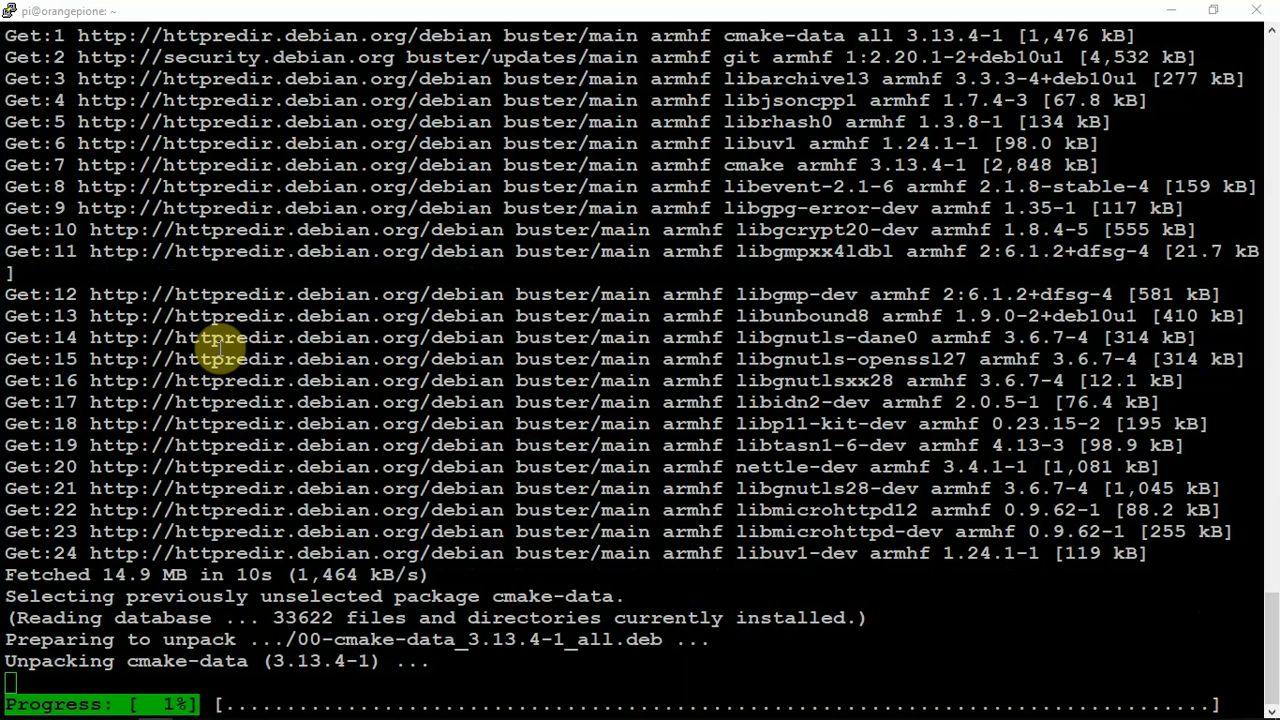 pi@orangepione: ~
Get:1 http://httpredir.debian.org/debian buster/main armhf cmake-data all 3.13.4-1 [1,476 kB]
Get:2 http://security.debian.org buster/updates/main armhf git armhf 1:2.20.1-2+deb10u1 [4,532 kB]
Get:3 http://httpredir.debian.org/debian buster/main armhf libarchive13 armhf 3.3.3-4+deb10u1 [277 kB]
Get:4 http://httpredir.debian.org/debian buster/main armhf libjsoncpp1 armhf 1.7.4-3 [67.8 kB]
Get:5 http://httpredir.debian.org/debian buster/main armhf librhash0 armhf 1.3.8-1 [134 kB]
Get:6 http://httpredir.debian.org/debian buster/main armhf libuv1 armhf 1.24.1-1 [98.0 kB]
Get:7 http://httpredir.debian.org/debian buster/main armhf cmake armhf 3.13.4-1 [2,848 kB]
Get:8 http://httpredir.debian.org/debian buster/main armhf libevent-2.1-6 armhf 2.1.8-stable-4 [159 kB]
Get:9 http://httpredir.debian.org/debian buster/main armhf libgpg-error-dev armhf 1.35-1 [117 kB]
Get:10 http://httpredir.debian.org/debian buster/main armhf libgcrypt20-dev armhf 1.8.4-5 [555 kB]
Get:11 http://httpredir.debian.org/debian buster/main armhf libgmpxx4ldbl armhf 2:6.1.2+dfsg-4 [21.7 kB
]
Get:12 http://httpredir.debian.org/debian buster/main armhf libgmp-dev armhf 2:6.1.2+dfsg-4 [581 kB]
Get:13 http://httpredir.debian.org/debian buster/main armhf libunbound8 armhf 1.9.0-2+deb10u1 [410 kB]
Get:14 http://httpredir.debian.org/debian buster/main armhf libgnutls-dane0 armhf 3.6.7-4 [314 kB]
Get:15 http://httpredir.debian.org/debian buster/main armhf libgnutls-openssl27 armhf 3.6.7-4 [314 kB]
Get:16 http://httpredir.debian.org/debian buster/main armhf libgnutlsxx28 armhf 3.6.7-4 [12.1 kB]
Get:17 http://httpredir.debian.org/debian buster/main armhf libidn2-dev armhf 2.0.5-1 [76.4 kB]
Get:18 http://httpredir.debian.org/debian buster/main armhf libp11-kit-dev armhf 0.23.15-2 [195 kB]
Get:19 http://httpredir.debian.org/debian buster/main armhf libtasn1-6-dev armhf 4.13-3 [98.9 kB]
Get:20 http://httpredir.debian.org/debian buster/main armhf nettle-dev armhf 3.4.1-1 [1,081 kB]
Get:21 http://httpredir.debian.org/debian buster/main armhf libgnutls28-dev armhf 3.6.7-4 [1,045 kB]
Get:22 http://httpredir.debian.org/debian buster/main armhf libmicrohttpd12 armhf 0.9.62-1 [88.2 kB]
Get:23 http://httpredir.debian.org/debian buster/main armhf libmicrohttpd-dev armhf 0.9.62-1 [255 kB]
Get:24 http://httpredir.debian.org/debian buster/main armhf libuv1-dev armhf 1.24.1-1 [119 kB]
Fetched 14.9 MB in 10s (1,464 kB/s)
Selecting previously unselected package cmake-data.
(Reading database ... 33622 files and directories currently installed.)
Preparing to unpack .../00-cmake-data_3.13.4-1_all.deb ...
Unpacking cmake-data (3.13.4-1) ...
Progress: [  1%] [.................................................................................]